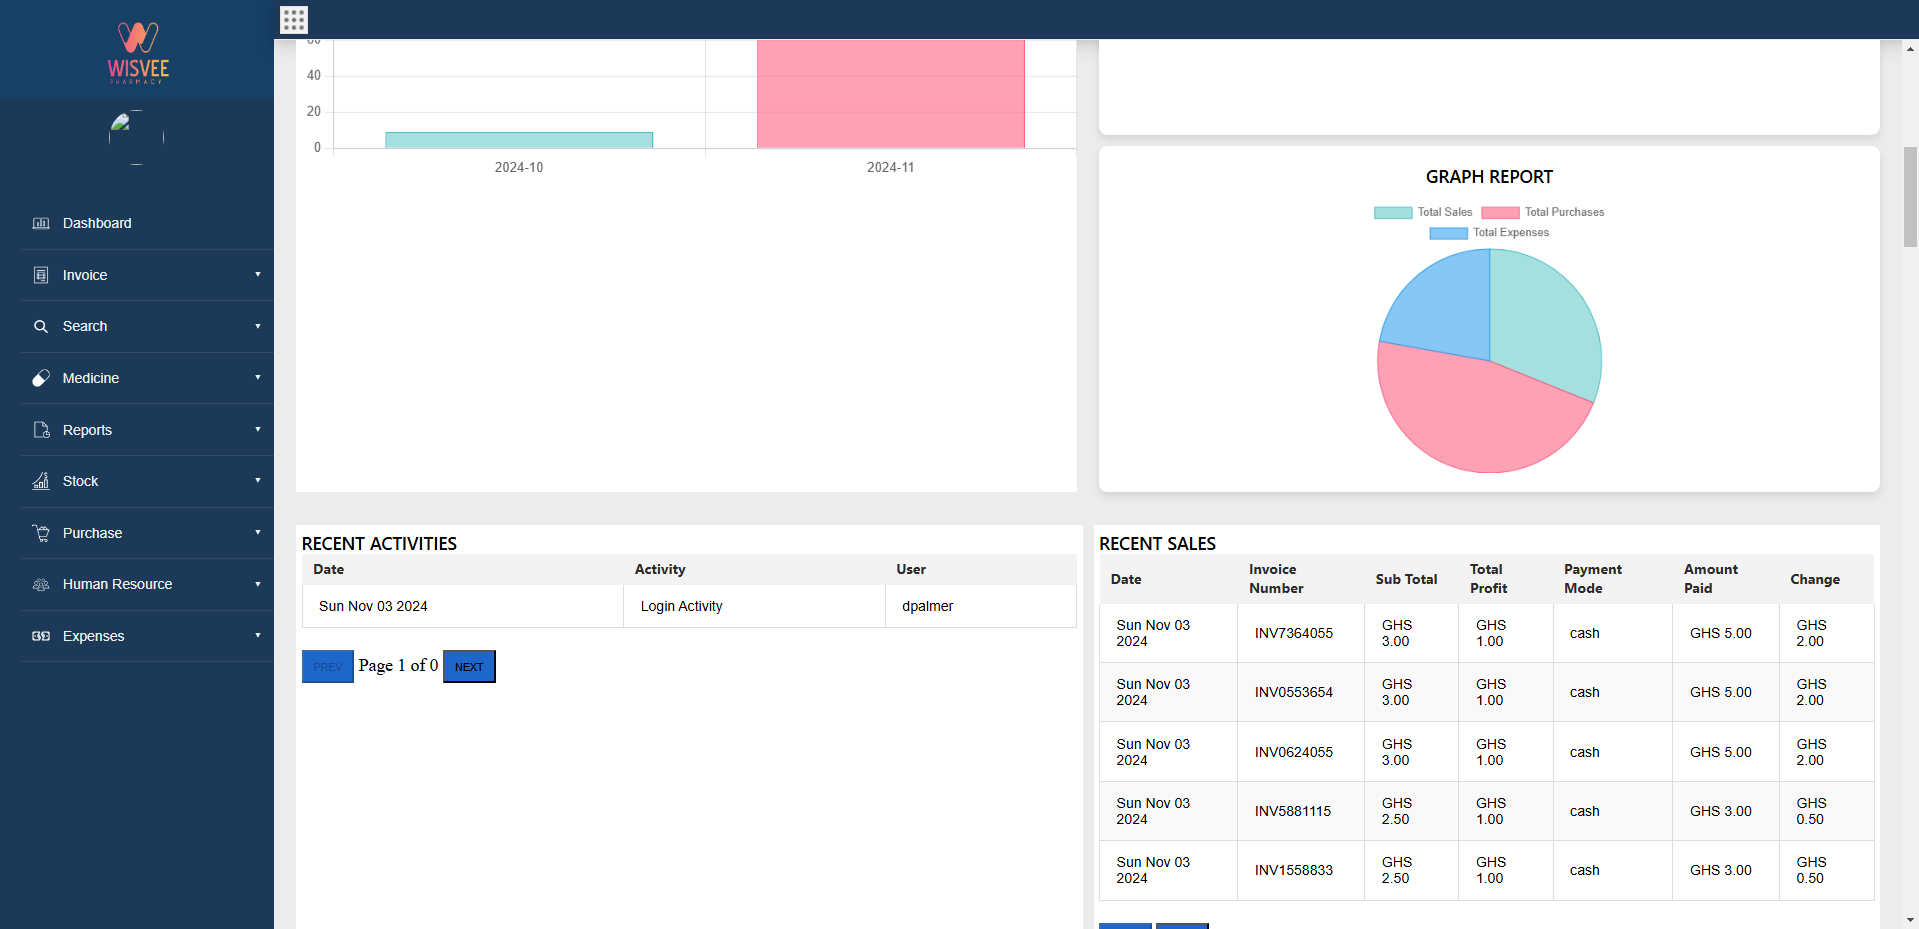 WISVEE
PHARMACY
Dashboard
Invoice
Search
Medicine
Reports
Stock
Purchase
Human Resource
Expenses
40
20
0
2024-10 2024-11
GRAPH REPORT
Total Sales Total Purchases
Total Expenses
RECENT ACTIVITIES
Date Activity User
Sun Nov 03 2024 Login Activity dpalmer
PREV Page 1 of 0 NEXT
RECENT SALES
Date Invoice Number Sub Total Total Profit Payment Mode Amount Paid Change
Sun Nov 03 2024 INV7364055 GHS 3.00 GHS 1.00 cash GHS 5.00 GHS 2.00
Sun Nov 03 2024 INV0553654 GHS 3.00 GHS 1.00 cash GHS 5.00 GHS 2.00
Sun Nov 03 2024 INV0624055 GHS 3.00 GHS 1.00 cash GHS 5.00 GHS 2.00
Sun Nov 03 2024 INV5881115 GHS 2.50 GHS 1.00 cash GHS 3.00 GHS 0.50
Sun Nov 03 2024 INV1558833 GHS 2.50 GHS 1.00 cash GHS 3.00 GHS 0.50